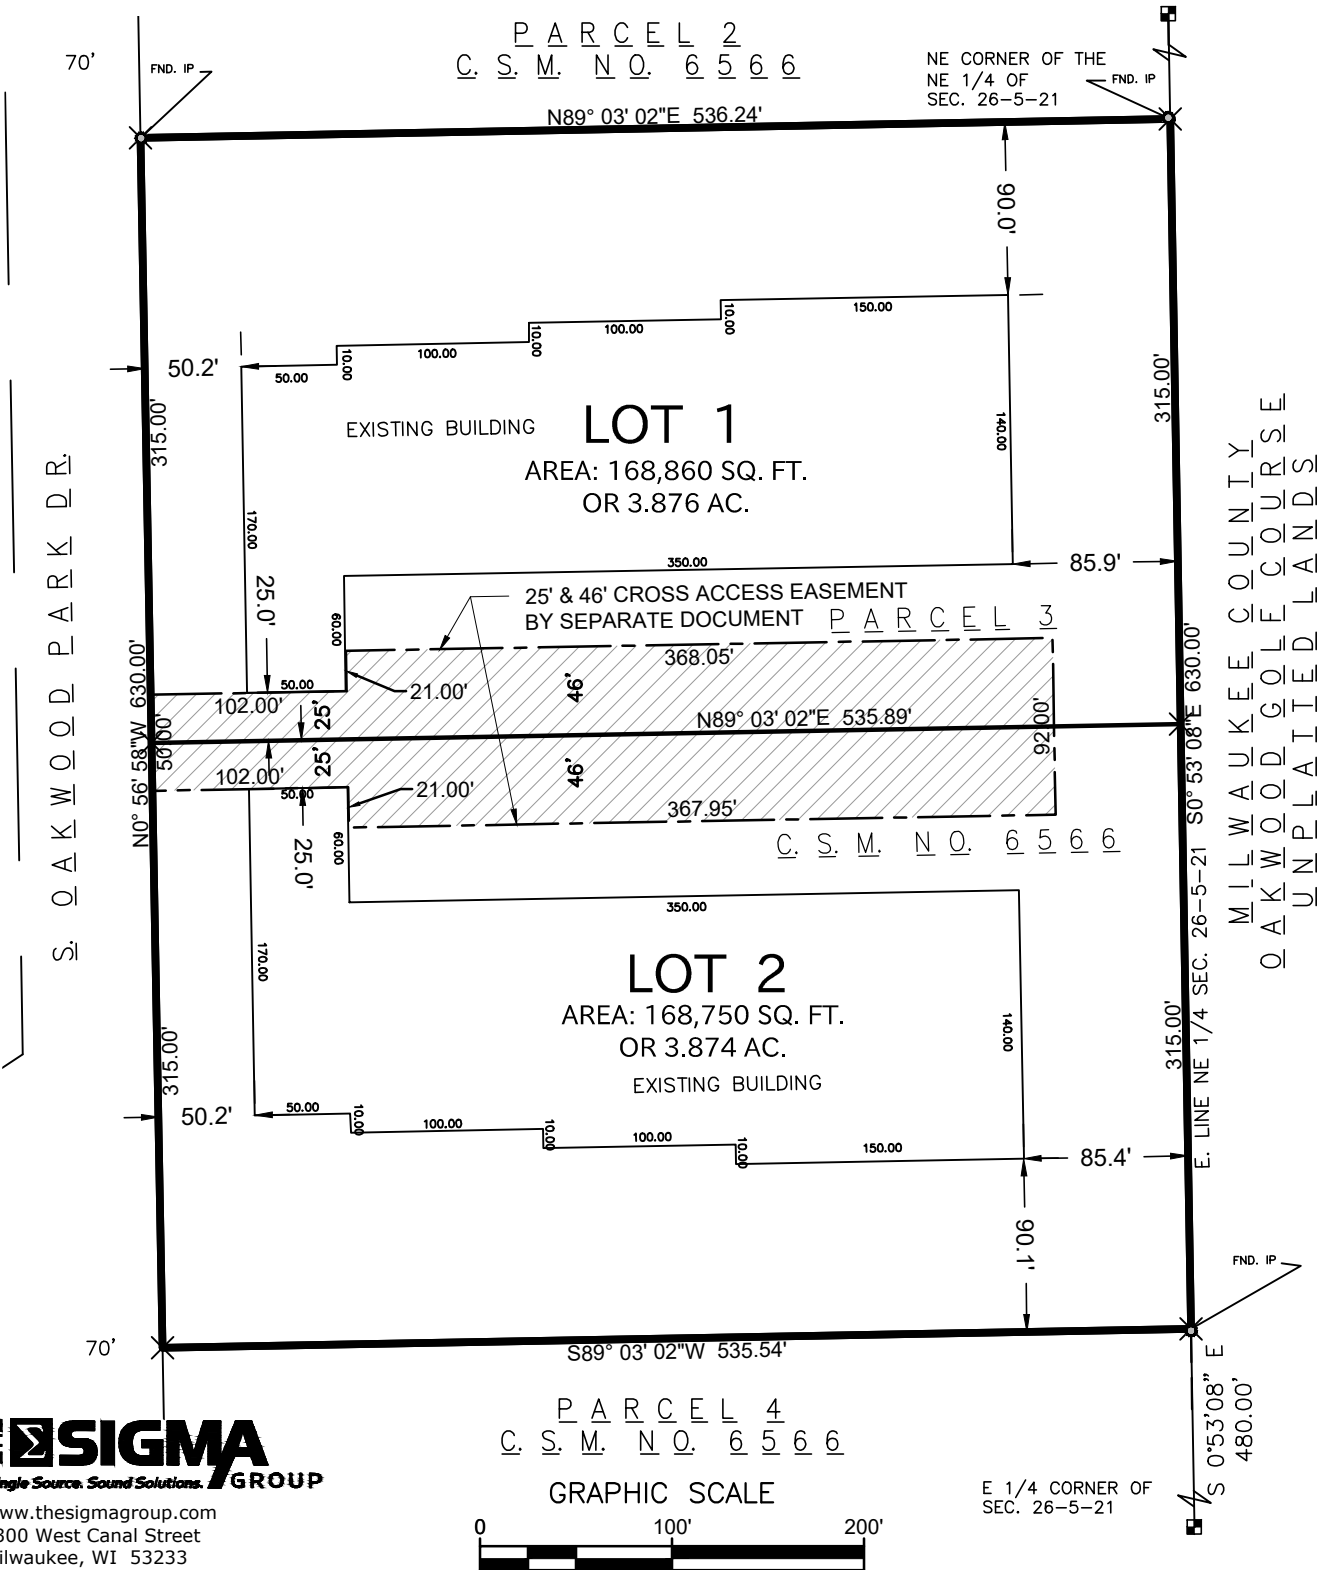 PARCEL 2
C.S.M. NO. 6566
70'
FND. IP
NE CORNER OF THE
NE 1/4 OF
SEC. 26-5-21
FND. IP
N89° 03' 02"E 536.24'
90.0'
150.00
10.00
100.00
10.00
100.00
10.00
50.00
50.2'
315.00'
315.00'
EXISTING BUILDING
LOT 1
AREA: 168,860 SQ. FT.
OR 3.876 AC.
140.00
170.00
350.00
85.9'
25.0'
60.00
25' & 46' CROSS ACCESS EASEMENT
BY SEPARATE DOCUMENT
PARCEL 3
368.05'
50.00
21.00'
46'
102.00'
25'
N89° 03' 02"E 535.89'
92.00'
50.00'
N0° 56' 58"W 630.00'
S0° 53' 08"E 630.00'
25'
102.00'
50.00
21.00'
46'
367.95'
25.0'
60.00
C.S.M. NO. 6566
350.00
170.00
LOT 2
AREA: 168,750 SQ. FT.
OR 3.874 AC.
EXISTING BUILDING
140.00
315.00'
315.00'
50.2'
50.00
10.00
100.00
10.00
100.00
10.00
150.00
85.4'
90.1'
S. OAKWOOD PARK DR.
E. LINE NE 1/4 SEC. 26-5-21
MILWAUKEE COUNTY
OAKWOOD GOLF COURSE
UNPLATTED LANDS
FND. IP
70'
S89° 03' 02"W 535.54'
PARCEL 4
C.S.M. NO. 6566
S 0°53'08" E
480.00'
E 1/4 CORNER OF
SEC. 26-5-21
GRAPHIC SCALE
0 100' 200'
ΣSIGMA
GROUP
ngle Source. Sound Solutions.
ww.thesigmagroup.com
300 West Canal Street
ilwaukee, WI 53233